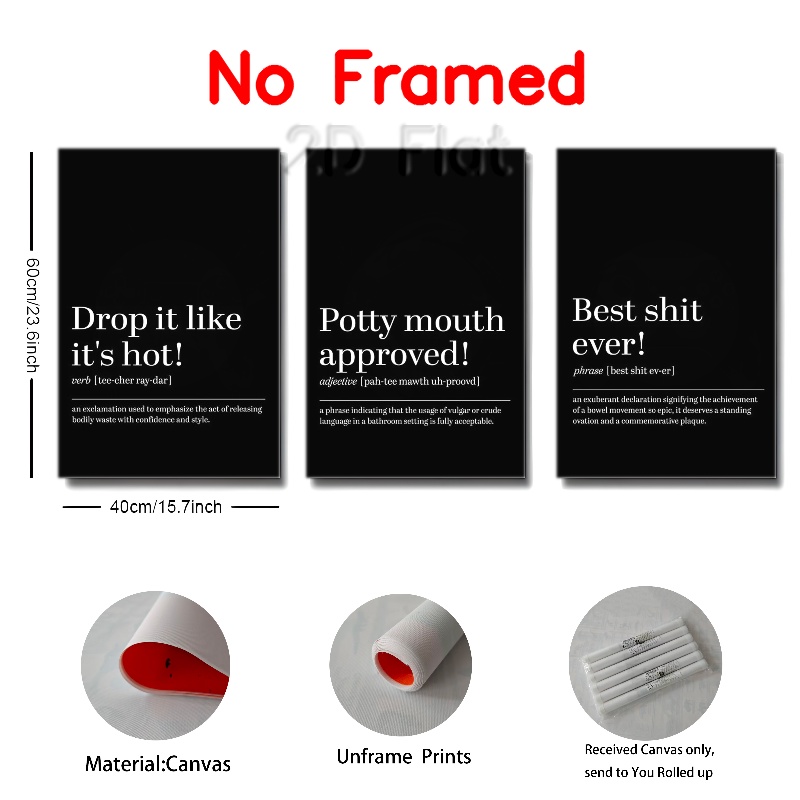 No Framed
2D Flat
60cm/23.6inch
Drop it like
it's hot!
verb [tee-cher ray-dar]
an exclamation used to emphasize the act of releasing
bodily waste with confidence and style.
Potty mouth
approved!
adjective [pah-tee mawth uh-proovd]
a phrase indicating that the usage of vulgar or crude
language in a bathroom setting is fully acceptable.
Best shit
ever!
phrase [best shit ev-er]
an exuberant declaration signifying the achievement
of a bowel movement so epic, it deserves a standing
ovation and a commemorative plaque.
40cm/15.7inch
Material:Canvas
Unframe Prints
Received Canvas only,
send to You Rolled up